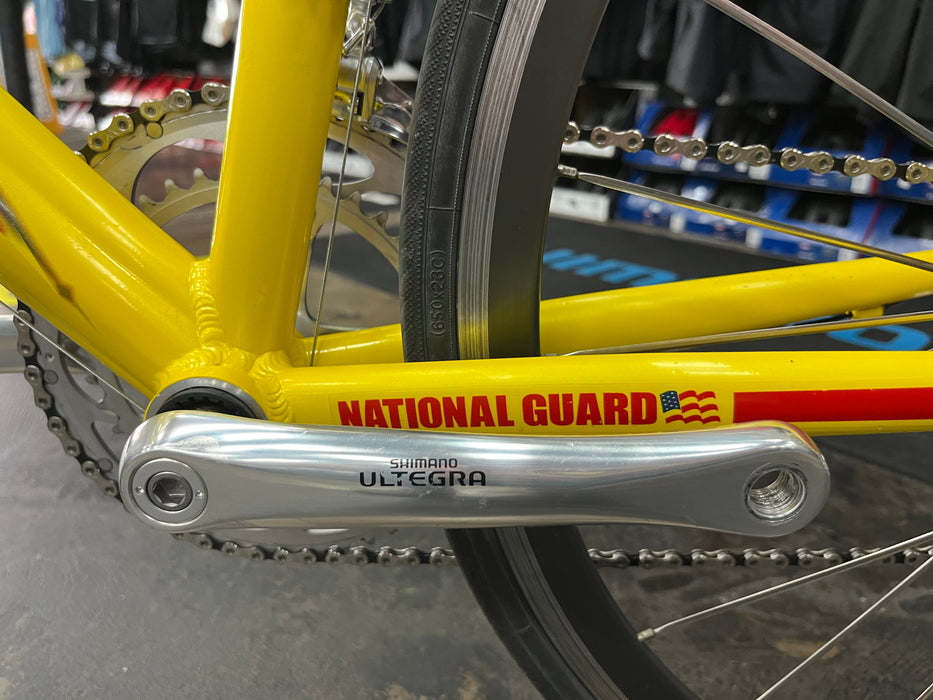 (650x23C)
NATIONAL GUARD
SHIMANO
ULTEGRA